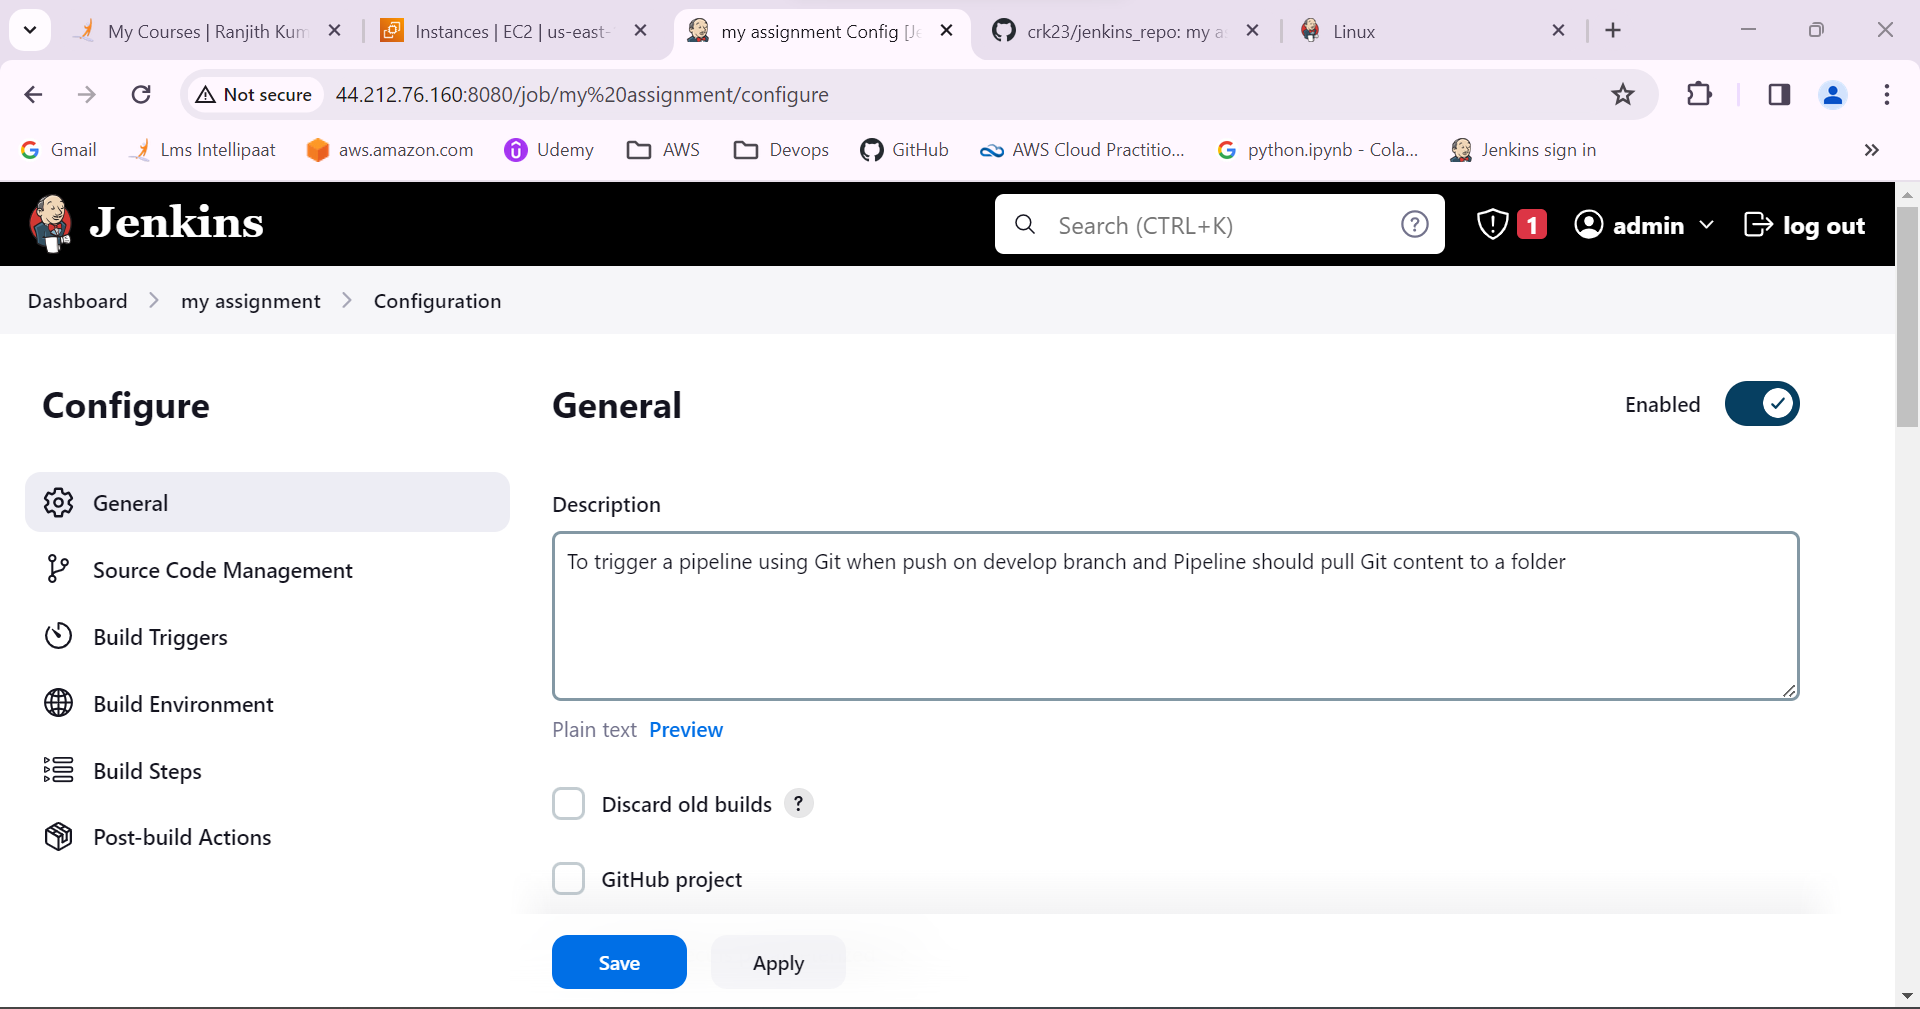 My Courses | Ranjith Kum
Instances | EC2 | us-east-
my assignment Config [Je
crk23/jenkins_repo: my a
Linux
Not secure
44.212.76.160:8080/job/my%20assignment/configure
Gmail
Lms Intellipaat
aws.amazon.com
Udemy
AWS
Devops
GitHub
AWS Cloud Practitio...
python.ipynb - Cola...
Jenkins sign in
Jenkins
Search (CTRL+K)
?
1
admin
log out
Dashboard
my assignment
Configuration
Configure
General
Source Code Management
Build Triggers
Build Environment
Build Steps
Post-build Actions
General
Enabled
Description
To trigger a pipeline using Git when push on develop branch and Pipeline should pull Git content to a folder
Plain text Preview
Discard old builds ?
GitHub project
Save
Apply